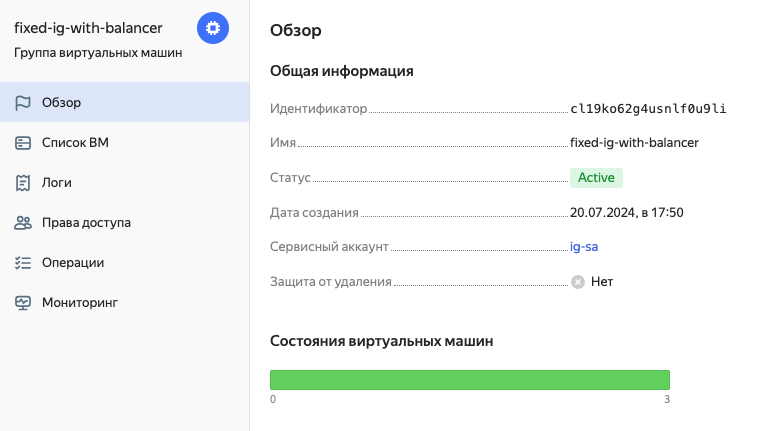 fixed-ig-with-balancer
Группа виртуальных машин
Обзор
Список ВМ
Логи
Права доступа
Операции
Мониторинг
Обзор
Общая информация
Идентификатор cl19ko62g4usnlf0u9li
Имя fixed-ig-with-balancer
Статус Active
Дата создания 20.07.2024, в 17:50
Сервисный аккаунт ig-sa
Защита от удаления Нет
Состояния виртуальных машин
0 3